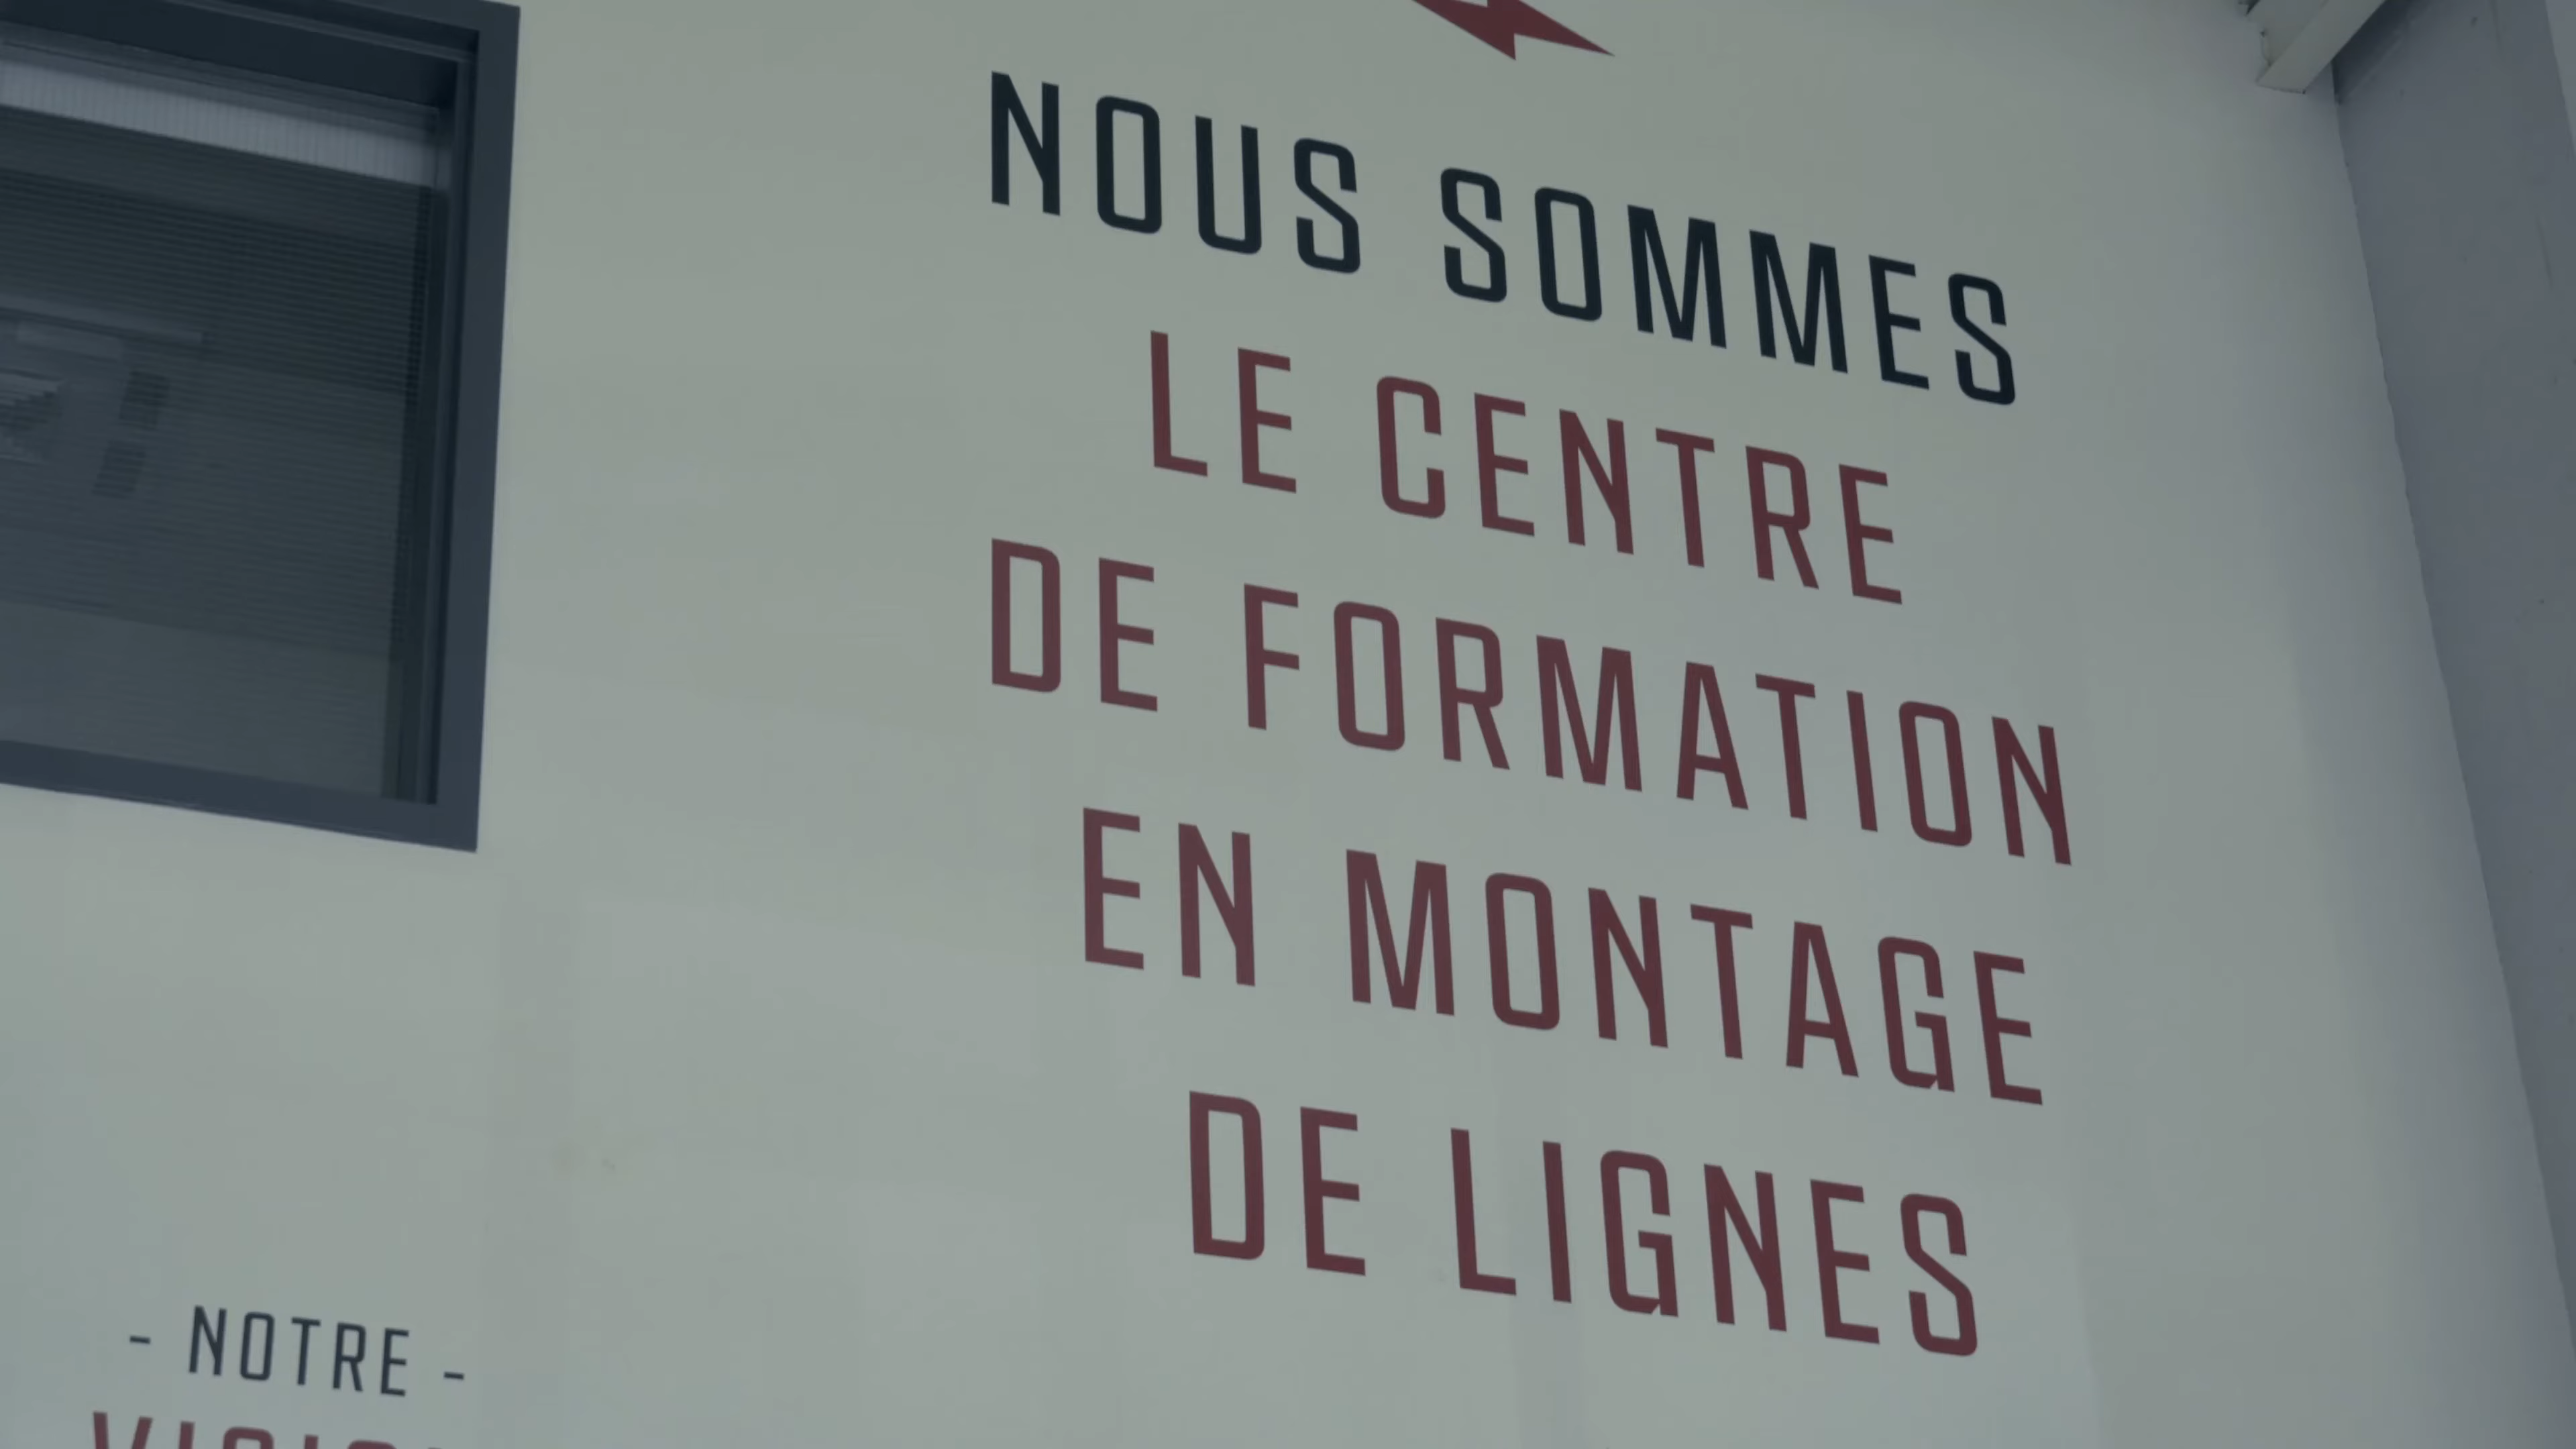 NOUS SOMMES
LE CENTRE
DE FORMATION
EN MONTAGE
DE LIGNES
- NOTRE -